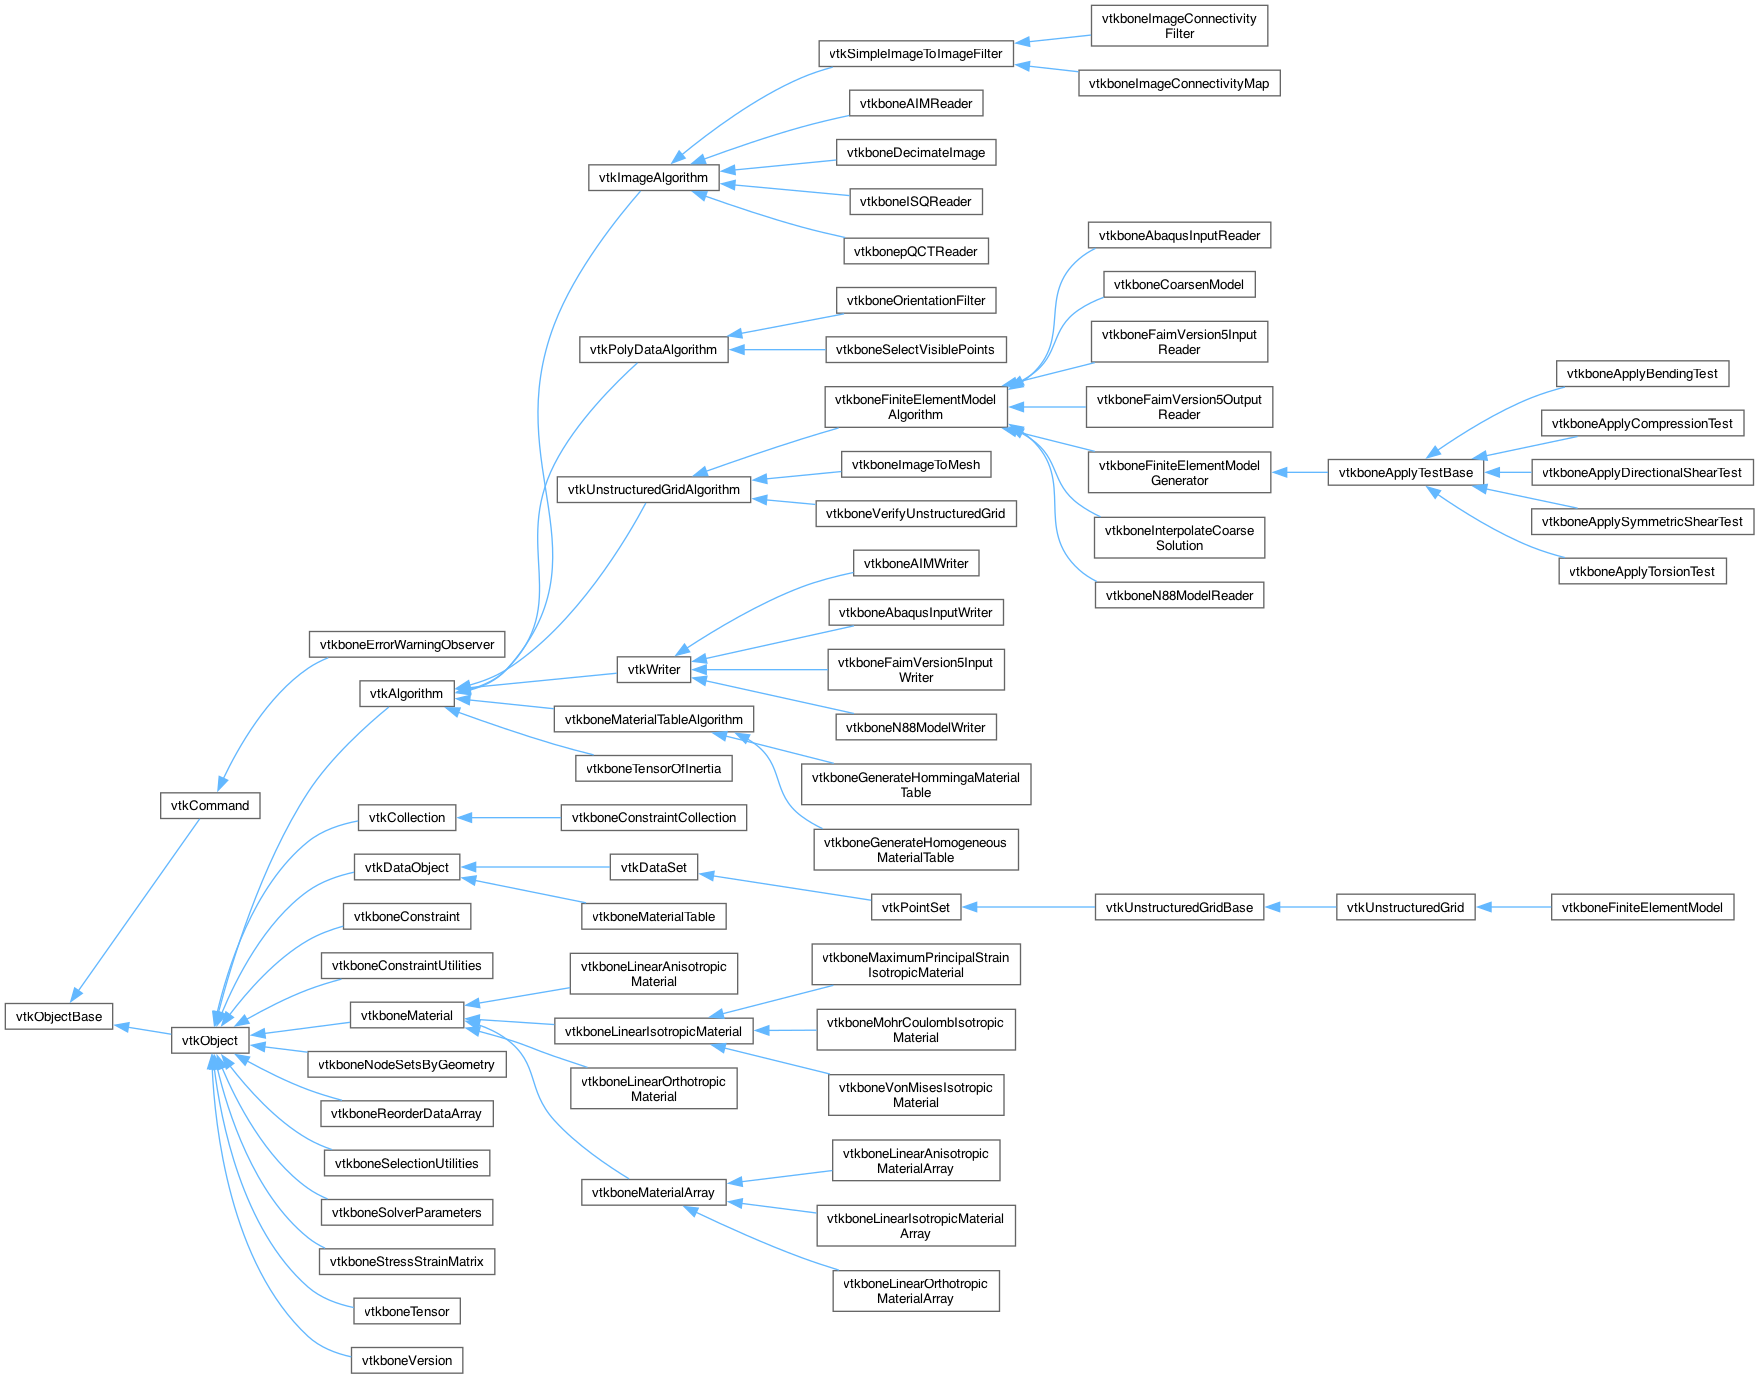 vtkboneImageConnectivity
Filter
vtkSimpleImageToImageFilter
vtkboneImageConnectivityMap
vtkboneAIMReader
vtkboneDecimateImage
vtkImageAlgorithm
vtkboneISQReader
vtkbonepQCTReader
vtkboneAbaqusInputReader
vtkboneCoarsenModel
vtkboneOrientationFilter
vtkboneFaimVersion5Input
Reader
vtkPolyDataAlgorithm
vtkboneSelectVisiblePoints
vtkboneApplyBendingTest
vtkboneFiniteElementModel
Algorithm
vtkboneFaimVersion5Output
Reader
vtkboneApplyCompressionTest
vtkboneImageToMesh
vtkboneFiniteElementModel
Generator
vtkboneApplyTestBase
vtkboneApplyDirectionalShearTest
vtkUnstructuredGridAlgorithm
vtkboneVerifyUnstructuredGrid
vtkboneApplySymmetricShearTest
vtkboneInterpolateCoarse
Solution
vtkboneAIMWriter
vtkboneApplyTorsionTest
vtkboneN88ModelReader
vtkboneAbaqusInputWriter
vtkboneErrorWarningObserver
vtkboneFaimVersion5Input
Writer
vtkWriter
vtkAlgorithm
vtkboneMaterialTableAlgorithm
vtkboneN88ModelWriter
vtkboneTensorOfInertia
vtkboneGenerateHommingaMaterial
Table
vtkCommand
vtkCollection
vtkboneConstraintCollection
vtkboneGenerateHomogeneous
MaterialTable
vtkDataObject
vtkDataSet
vtkPointSet
vtkUnstructuredGridBase
vtkUnstructuredGrid
vtkboneFiniteElementModel
vtkboneConstraint
vtkboneMaterialTable
vtkboneConstraintUtilities
vtkboneLinearAnisotropic
Material
vtkboneMaximumPrincipalStrain
IsotropicMaterial
vtkObjectBase
vtkboneMaterial
vtkObject
vtkboneLinearIsotropicMaterial
vtkboneMohrCoulombIsotropic
Material
vtkboneNodeSetsByGeometry
vtkboneLinearOrthotropic
Material
vtkboneVonMisesIsotropic
Material
vtkboneReorderDataArray
vtkboneSelectionUtilities
vtkboneLinearAnisotropic
MaterialArray
vtkboneMaterialArray
vtkboneSolverParameters
vtkboneLinearIsotropicMaterial
Array
vtkboneStressStrainMatrix
vtkboneLinearOrthotropic
MaterialArray
vtkboneTensor
vtkboneVersion